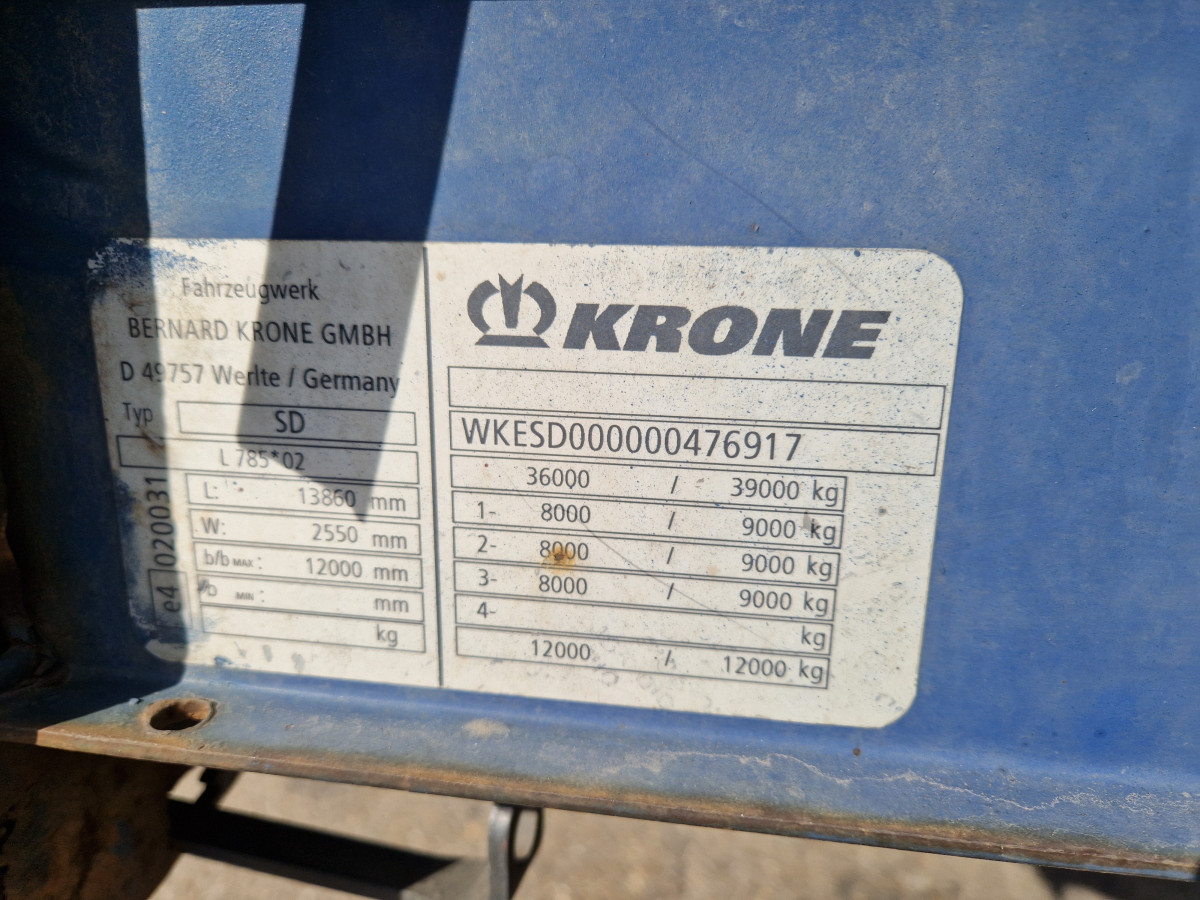 Fahrzeugwerk
BERNARD KRONE GMBH
D 49757 Werlte / Germany
Typ SD
L 785*02
e4 020031
L: 13860 mm
W: 2550 mm
b/b MAX: 12000 mm
b MIN: mm
kg
KRONE
WKESD000000476917
36000 / 39000 kg
1- 8000 / 9000 kg
2- 8000 / 9000 kg
3- 8000 / 9000 kg
4- kg
12000 / 12000 kg